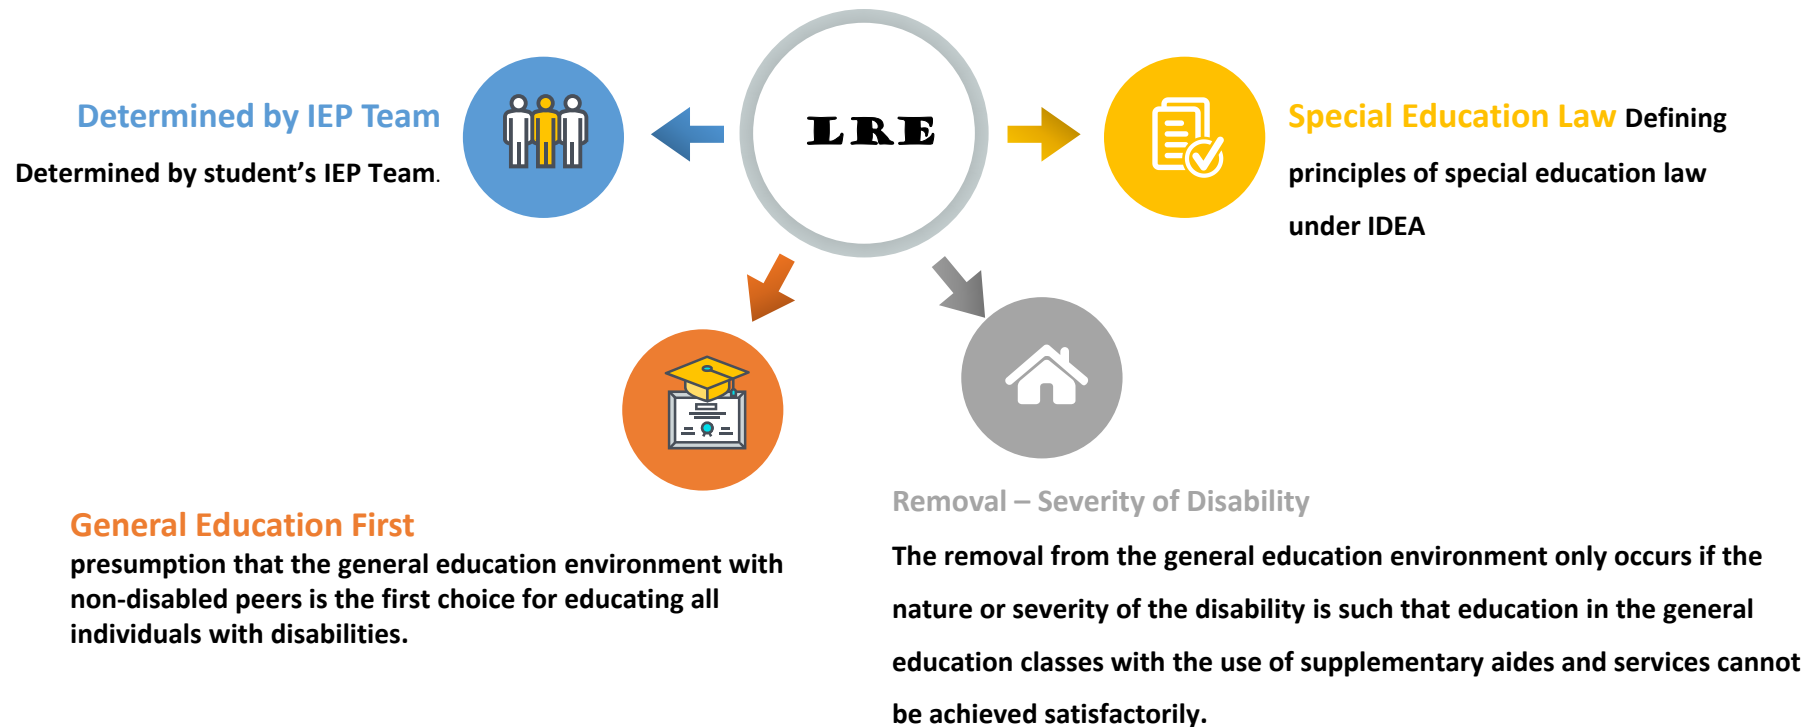 LRE
Determined by IEP Team
Determined by student’s IEP Team.
Special Education Law Defining
principles of special education law
under IDEA
General Education First
presumption that the general education environment with
non-disabled peers is the first choice for educating all
individuals with disabilities.
Removal – Severity of Disability
The removal from the general education environment only occurs if the
nature or severity of the disability is such that education in the general
education classes with the use of supplementary aides and services cannot
be achieved satisfactorily.